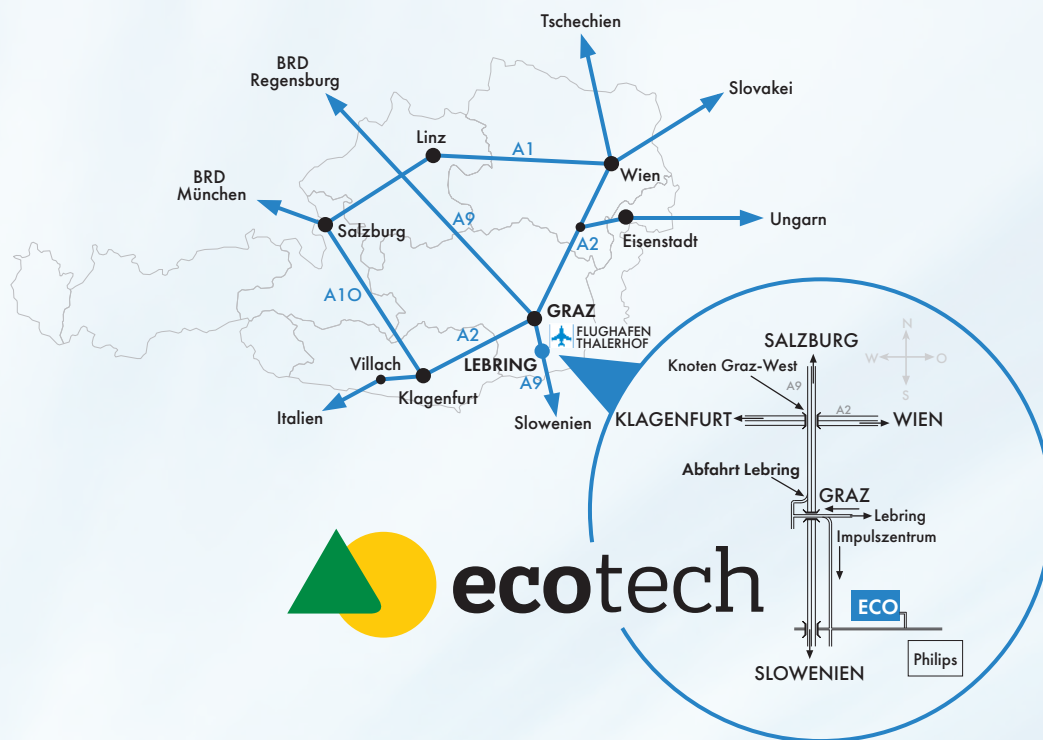 Tschechien
BRD
Regensburg
Slovakei
Linz
A1
Wien
BRD
München
A9
Salzburg
Eisenstadt
Ungarn
A2
A10
GRAZ
FLUGHAFEN
THALERHOF
A2
LEBRING
Villach
A9
Klagenfurt
Italien
Slowenien
N
W
O
S
SALZBURG
Knoten Graz-West
A9
KLAGENFURT
A2
WIEN
Abfahrt Lebring
GRAZ
Lebring
Impulszentrum
ECO
Philips
SLOWENIEN
ecotech